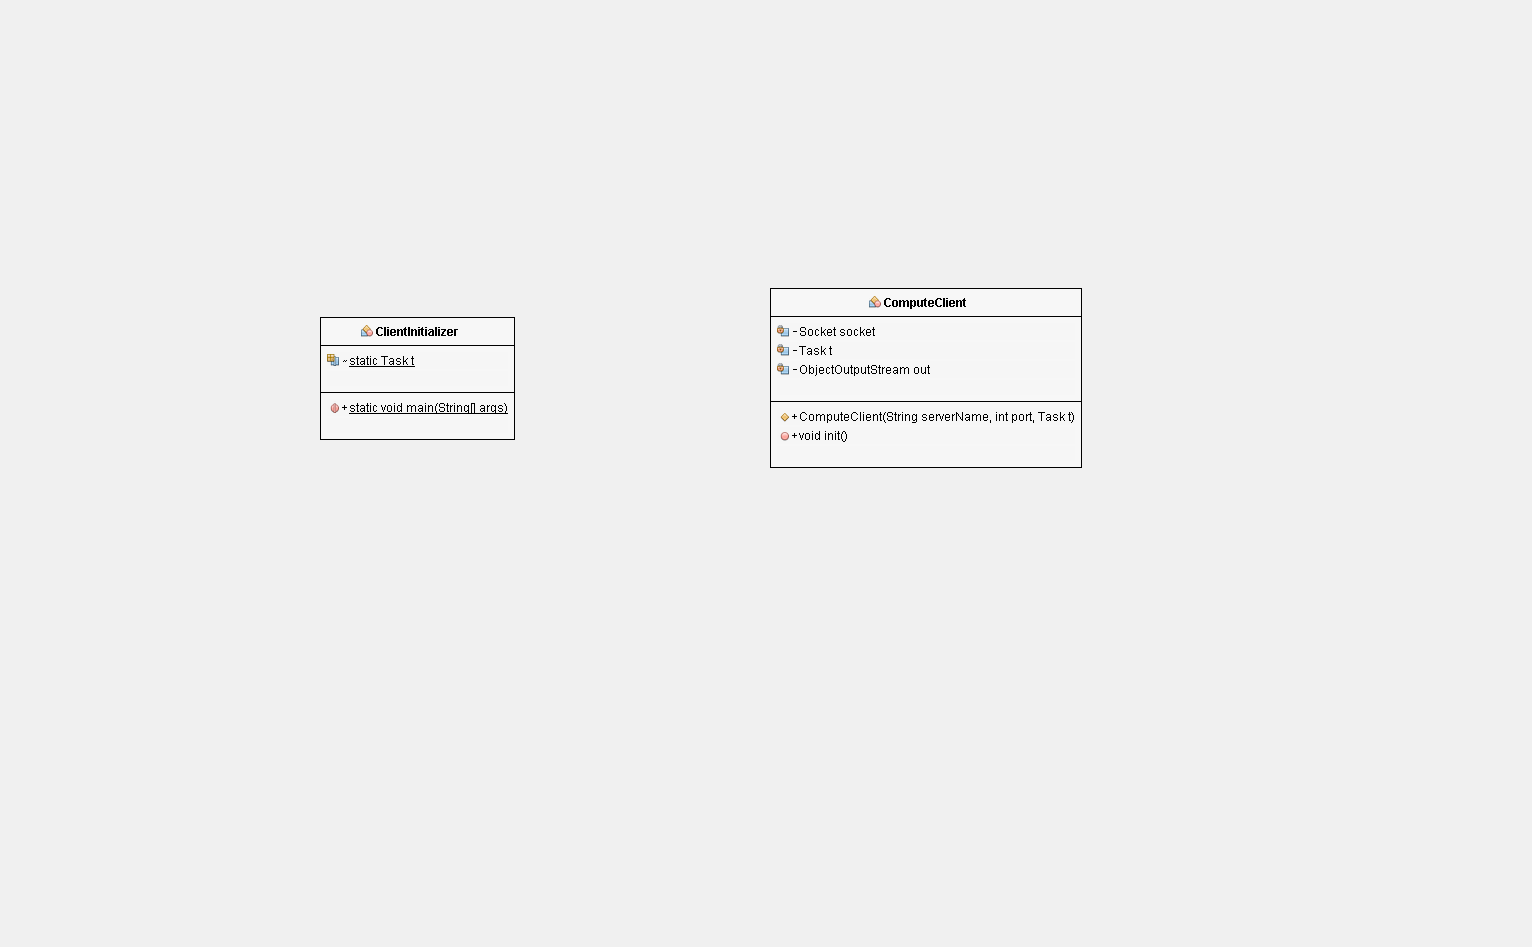 ClientInitializer
~ static Task t
+ static void main(String[] args)
ComputeClient
- Socket socket
- Task t
- ObjectOutputStream out
+ ComputeClient(String serverName, int port, Task t)
+ void init()